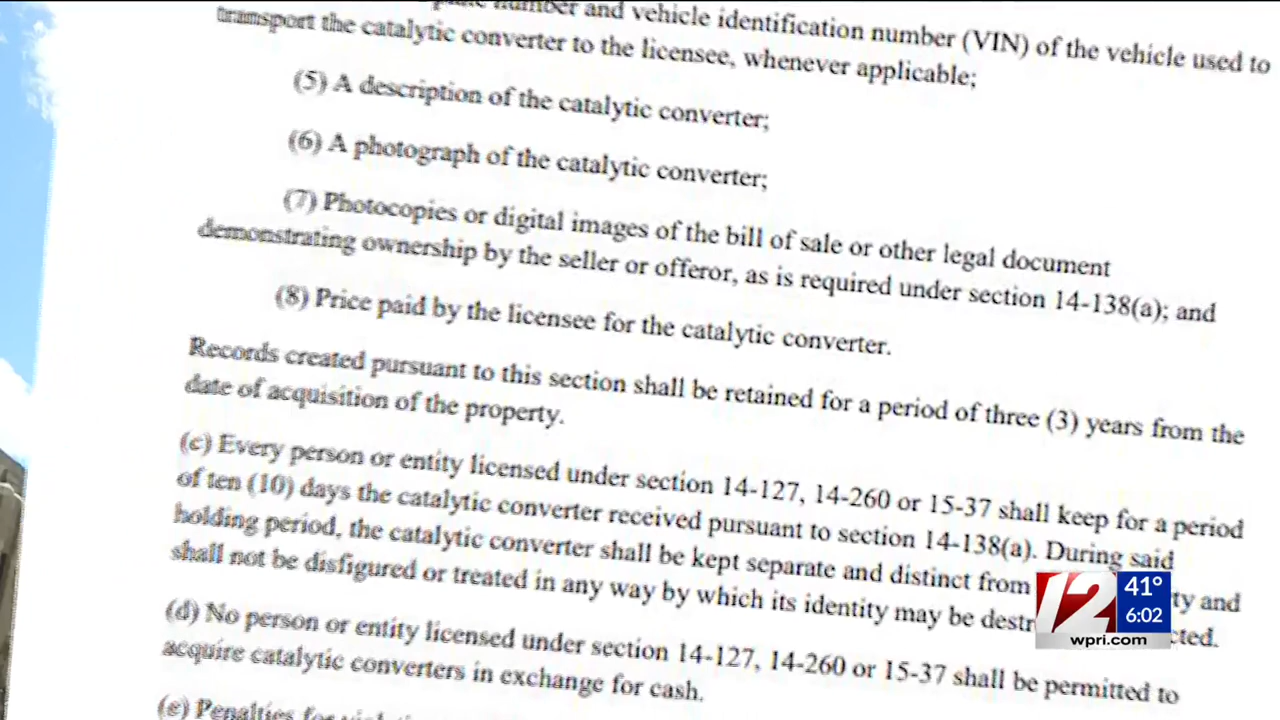 number and vehicle identification number (VIN) of the vehicle used to
transport the catalytic converter to the licensee, whenever applicable;
(5) A description of the catalytic converter;
(6) A photograph of the catalytic converter;
(7) Photocopies or digital images of the bill of sale or other legal document
demonstrating ownership by the seller or offeror, as is required under section 14-138(a); and
(8) Price paid by the licensee for the catalytic converter.
Records created pursuant to this section shall be retained for a period of three (3) years from the
date of acquisition of the property.
(c) Every person or entity licensed under section 14-127, 14-260 or 15-37 shall keep for a period
of ten (10) days the catalytic converter received pursuant to section 14-138(a). During said
holding period, the catalytic converter shall be kept separate and distinct from ty and
shall not be disfigured or treated in any way by which its identity may be destr cted.
(d) No person or entity licensed under section 14-127, 14-260 or 15-37 shall be permitted to
acquire catalytic converters in exchange for cash.
(e) Penalties for
12
41°
6:02
wpri.com